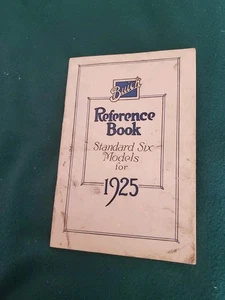 Buick
Reference
Book
Standard Six
Models
for
1925